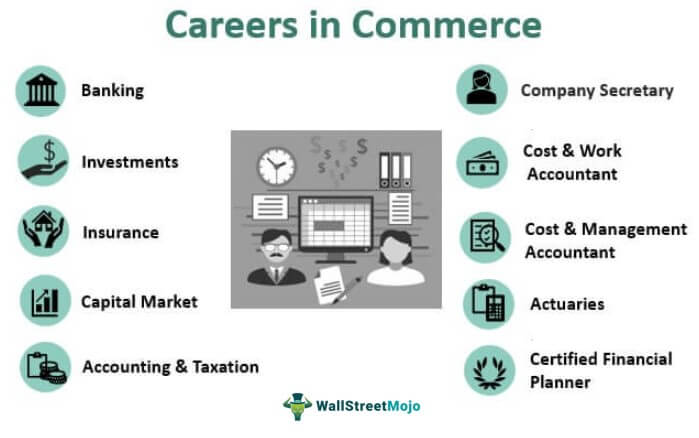 Careers in Commerce
Banking
Investments
Insurance
Capital Market
Accounting & Taxation
Company Secretary
Cost & Work
Accountant
Cost & Management
Accountant
Actuaries
Certified Financial
Planner
WallStreetMojo